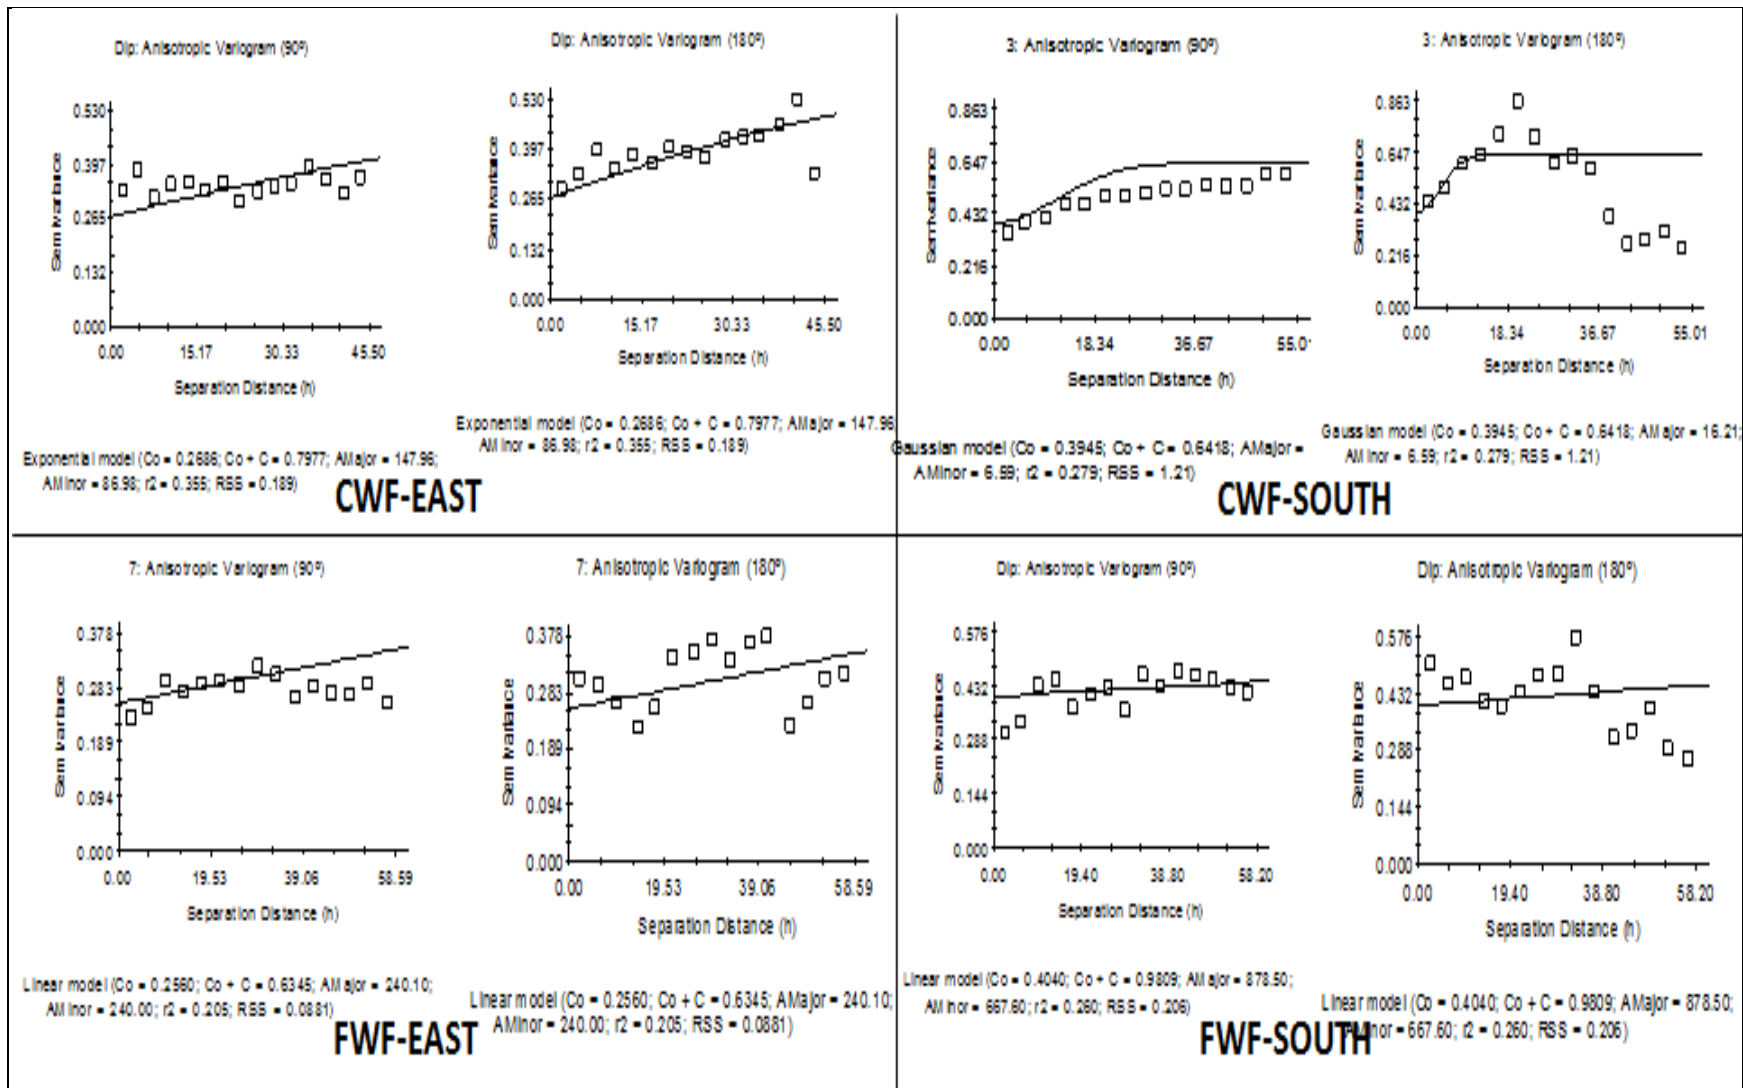 Dip: Anisotropic Variogram (90º)
0.530
0.397
0.265
0.132
0.000
Semivariance
0.00 15.17 30.33 45.50
Separation Distance (h)
Exponential model (Co = 0.2686; Co + C = 0.7977; AMajor = 147.96;
AMinor = 86.98; r2 = 0.355; RSS = 0.189)
Dip: Anisotropic Variogram (180º)
0.530
0.397
0.265
0.132
0.000
Semivariance
0.00 15.17 30.33 45.50
Separation Distance (h)
Exponential model (Co = 0.2686; Co + C = 0.7977; AMajor = 147.96
AMinor = 86.98; r2 = 0.355; RSS = 0.189)
CWF-EAST
3: Anisotropic Variogram (90º)
0.863
0.647
0.432
0.216
0.000
Semivariance
0.00 18.34 36.67 55.01
Separation Distance (h)
Gaussian model (Co = 0.3945; Co + C = 0.6418; AMajor =
AMinor = 6.59; r2 = 0.279; RSS = 1.21)
3: Anisotropic Variogram (180º)
0.863
0.647
0.432
0.216
0.000
Semivariance
0.00 18.34 36.67 55.01
Separation Distance (h)
Gaussian model (Co = 0.3945; Co + C = 0.6418; AMajor = 16.21;
AMinor = 6.59; r2 = 0.279; RSS = 1.21)
CWF-SOUTH
7: Anisotropic Variogram (90º)
0.378
0.283
0.189
0.094
0.000
Semivariance
0.00 19.53 39.06 58.59
Separation Distance (h)
Linear model (Co = 0.2560; Co + C = 0.6345; AMajor = 240.10;
AMinor = 240.00; r2 = 0.205; RSS = 0.0881)
7: Anisotropic Variogram (180º)
0.378
0.283
0.189
0.094
0.000
Semivariance
0.00 19.53 39.06 58.59
Separation Distance (h)
Linear model (Co = 0.2560; Co + C = 0.6345; AMajor = 240.10;
AMinor = 240.00; r2 = 0.205; RSS = 0.0881)
FWF-EAST
Dip: Anisotropic Variogram (90º)
0.576
0.432
0.288
0.144
0.000
Semivariance
0.00 19.40 38.80 58.20
Separation Distance (h)
Linear model (Co = 0.4040; Co + C = 0.9809; AMajor = 878.50;
AMinor = 667.60; r2 = 0.260; RSS = 0.206)
Dip: Anisotropic Variogram (180º)
0.576
0.432
0.288
0.144
0.000
Semivariance
0.00 19.40 38.80 58.20
Separation Distance (h)
Linear model (Co = 0.4040; Co + C = 0.9809; AMajor = 878.50;
AMinor = 667.60; r2 = 0.260; RSS = 0.206)
FWF-SOUTH